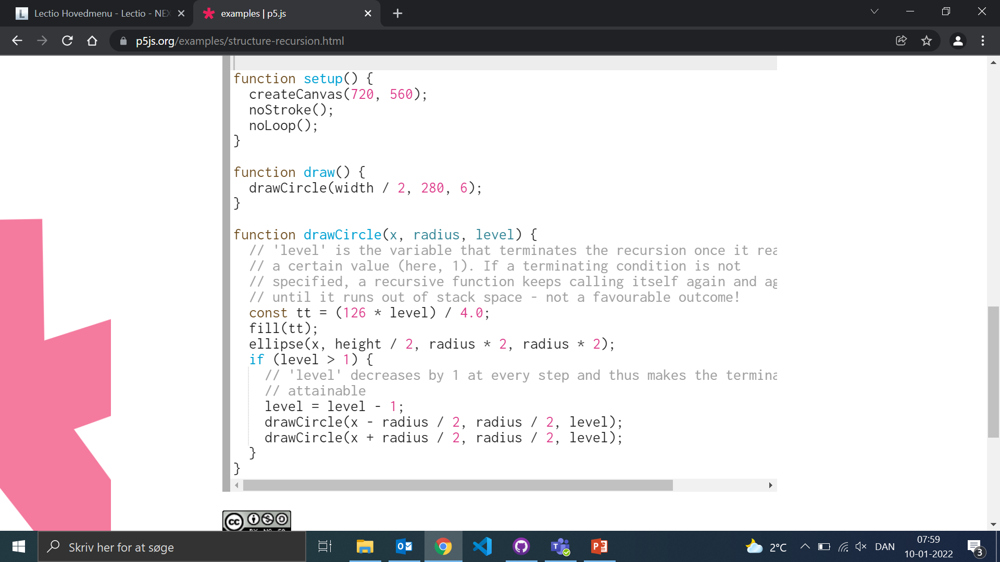 Lectio Hovedmenu - Lectio - NEX
examples | p5.js
p5js.org/examples/structure-recursion.html
function setup() {
createCanvas(720, 560);
noStroke();
noLoop();
}
function draw() {
drawCircle(width / 2, 280, 6);
}
function drawCircle(x, radius, level) {
// 'level' is the variable that terminates the recursion once it rea
// a certain value (here, 1). If a terminating condition is not
// specified, a recursive function keeps calling itself again and ag
// until it runs out of stack space - not a favourable outcome!
const tt = (126 * level) / 4.0;
fill(tt);
ellipse(x, height / 2, radius * 2, radius * 2);
if (level > 1) {
// 'level' decreases by 1 at every step and thus makes the termina
// attainable
level = level - 1;
drawCircle(x - radius / 2, radius / 2, level);
drawCircle(x + radius / 2, radius / 2, level);
}
}
cc
Skriv her for at søge
2°C
DAN
07:59
10-01-2022
3